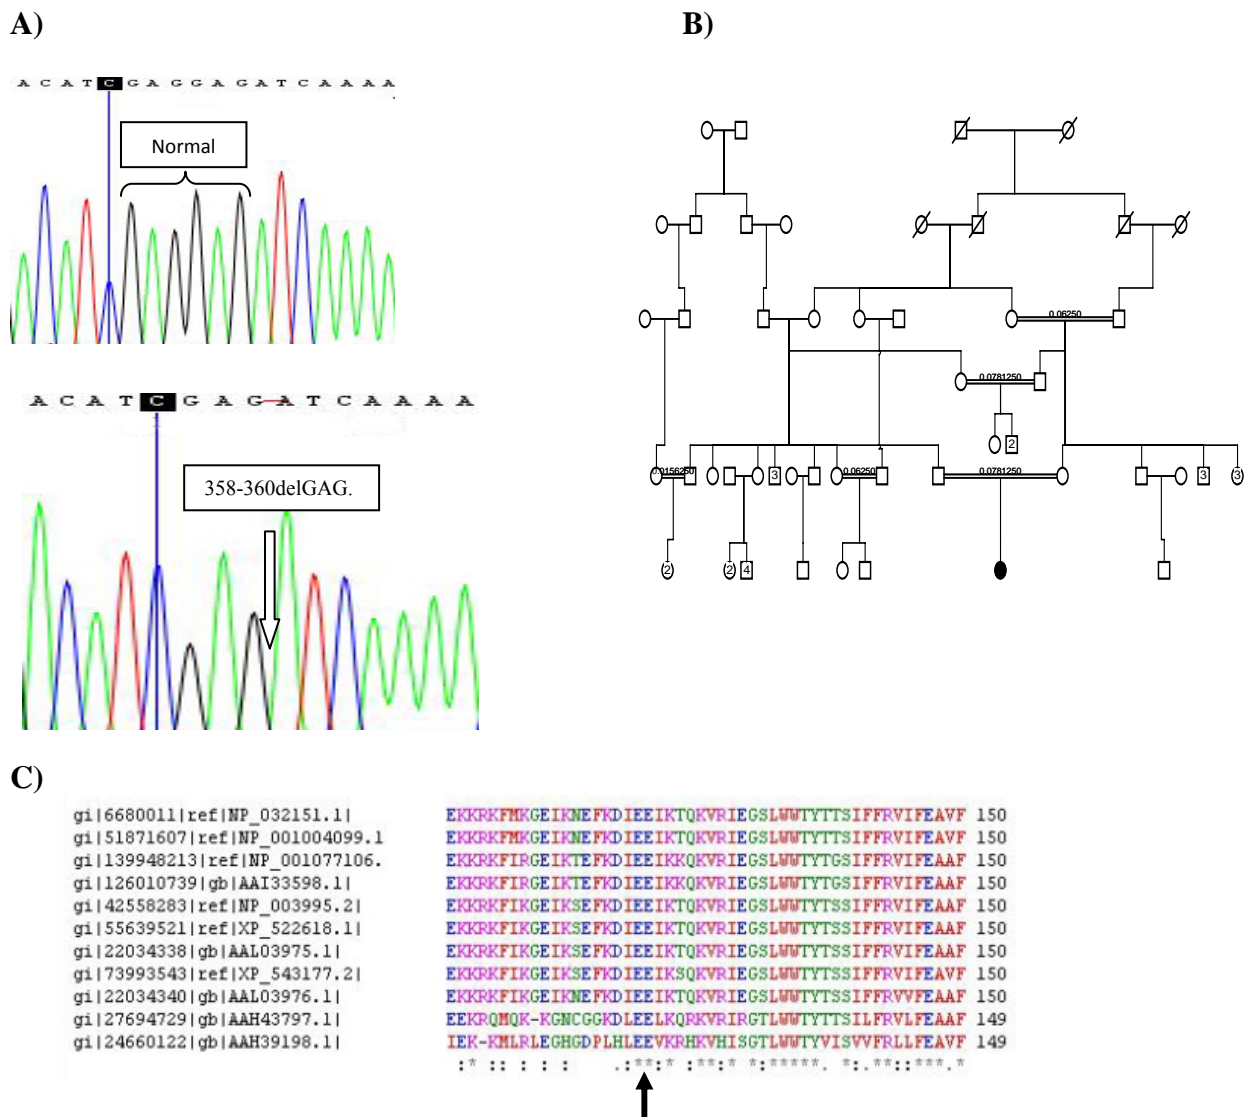 A)
B)
A C A T C G A G G A G A T C A A A A
Normal
A C A T C G A G A T C A A A A
358-360delGAG.
0.06250
0.0781250
2
0.0156250
3
0.06250
0.0781250
3
3
2
2
4
C)
gi|6680011|ref|NP_032151.1| EKKRKFMKGEIKNEFKDIEEIKTQKVRIEGSLWWTYTTSIFFRVIFEAVF 150
gi|51871607|ref|NP_001004099.1 EKKRKFMKGEIKNEFKDIEEIKTQKVRIEGSLWWTYTTSIFFRVIFEAVF 150
gi|139948213|ref|NP_001077106. EKKRKFIRGEIKTEFKDIEEIKKQKVRIEGSLWWTYTGSIFFRVIFEAAF 150
gi|126010739|gb|AAI33598.1| EKKRKFIRGEIKTEFKDIEEIKKQKVRIEGSLWWTYTGSIFFRVIFEAAF 150
gi|42558283|ref|NP_003995.2| EKKRKFIKGEIKSEFKDIEEIKTQKVRIEGSLWWTYTSSIFFRVIFEAAF 150
gi|55639521|ref|XP_522618.1| EKKRKFIKGEIKSEFKDIEEIKTQKVRIEGSLWWTYTSSIFFRVIFEAAF 150
gi|22034338|gb|AAL03975.1| EKKRKFIKGEIKSEFKDIEEIKTQKVRIEGSLWWTYTSSIFFRVIFEAAF 150
gi|73993543|ref|XP_543177.2| EKKRKFIKGEIKSEFKDIEEIKSQKVRIEGSLWWTYTSSIFFRVIFEAAF 150
gi|22034340|gb|AAL03976.1| EKKRKFIKGEIKNEFKDIEEIKTQKVRIEGSLWWTYTSSIFFRVVFEAAF 150
gi|27694729|gb|AAH43797.1| EEKRQMQK-KGNCGGKDLEELKQRKVRIRGTLWWTYTTSILFRVLFEAVF 149
gi|24660122|gb|AAH39198.1| IEK-KMLRLEGHGDPLHLEEVKRHKVHISGTLWWTYVISVVFRLLFEAVF 149
:* :: : : : .:**:* :**:* *:*****. *:.**::***.*